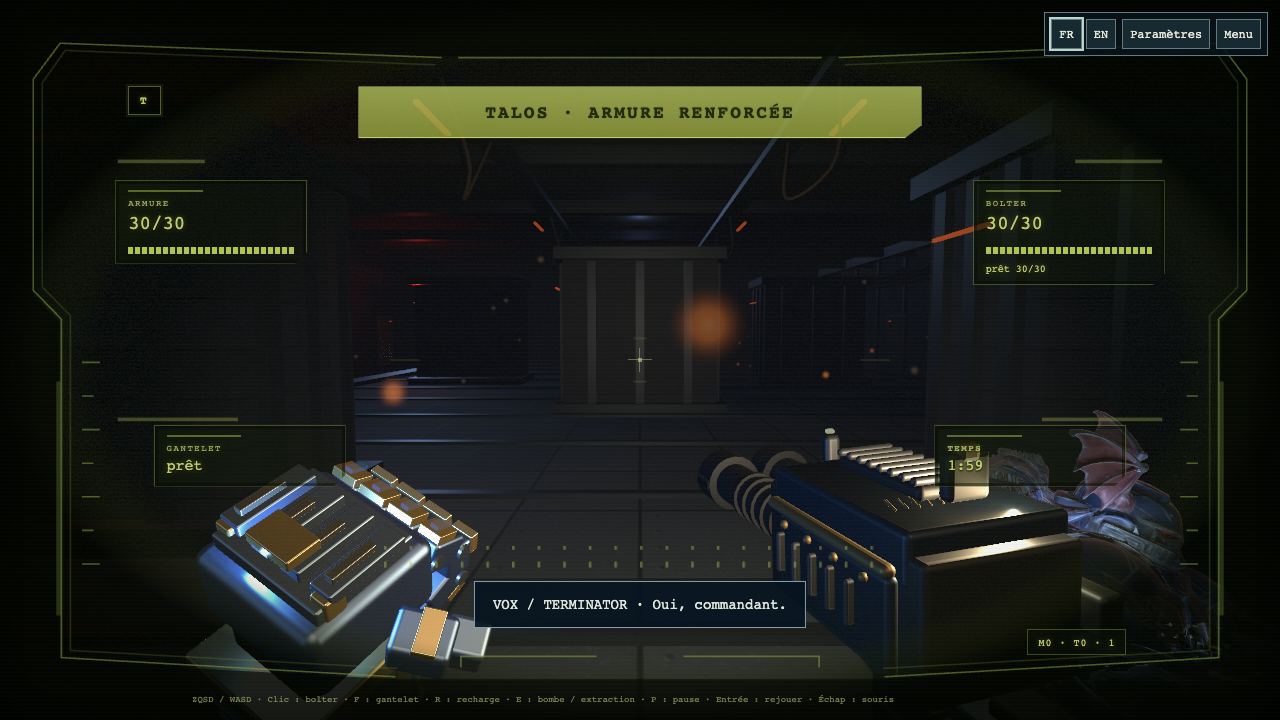 FR EN Paramètres Menu
T
TALOS · ARMURE RENFORCÉE
ARMURE
30/30
BOLTER
30/30
prêt 30/30
GANTELET
prêt
TEMPS
1:59
VOX / TERMINATOR · Oui, commandant.
M0 · T0 · 1
ZQSD / WASD · Clic : bolter · F : gantelet · R : recharge · E : bombe / extraction · P : pause · Entrée : rejouer · Échap : souris